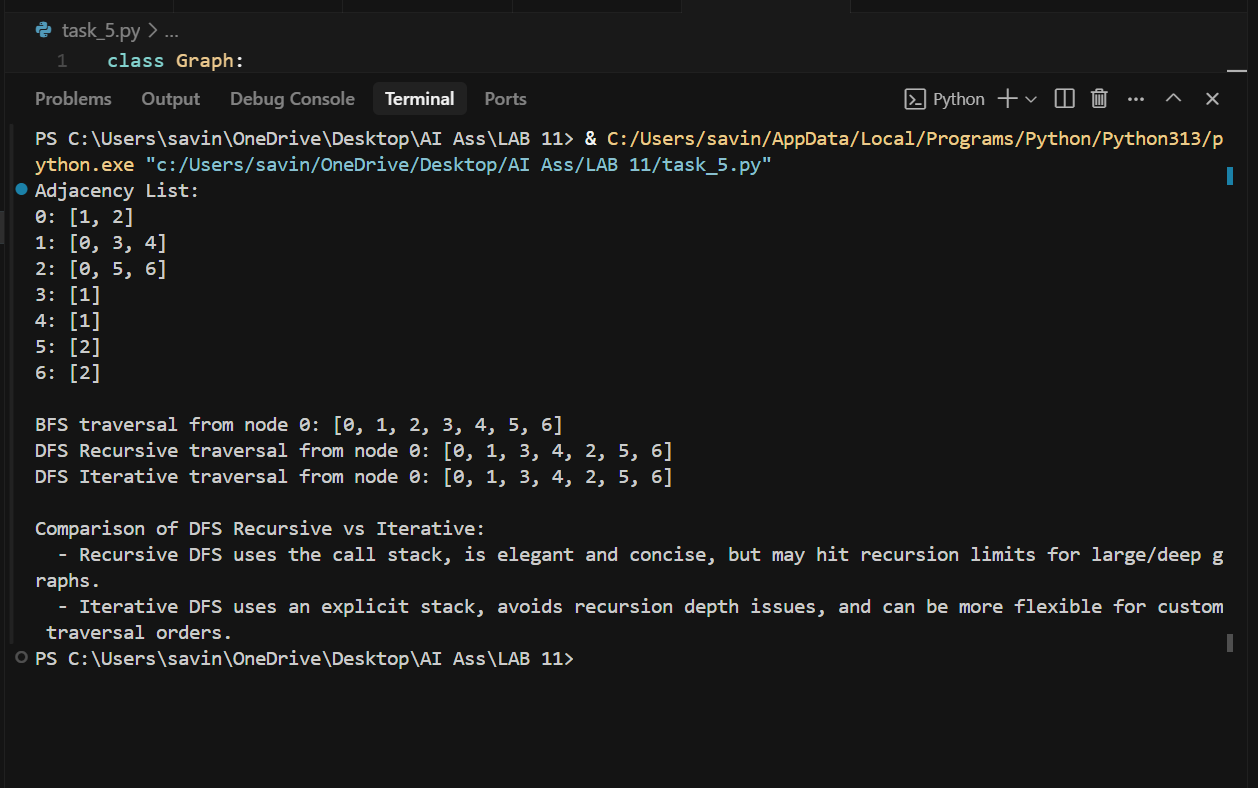 task_5.py > ...
1 class Graph:
Problems Output Debug Console Terminal Ports Python
PS C:\Users\savin\OneDrive\Desktop\AI Ass\LAB 11> & C:/Users/savin/AppData/Local/Programs/Python/Python313/p
ython.exe "c:/Users/savin/OneDrive/Desktop/AI Ass/LAB 11/task_5.py"
Adjacency List:
0: [1, 2]
1: [0, 3, 4]
2: [0, 5, 6]
3: [1]
4: [1]
5: [2]
6: [2]
BFS traversal from node 0: [0, 1, 2, 3, 4, 5, 6]
DFS Recursive traversal from node 0: [0, 1, 3, 4, 2, 5, 6]
DFS Iterative traversal from node 0: [0, 1, 3, 4, 2, 5, 6]
Comparison of DFS Recursive vs Iterative:
- Recursive DFS uses the call stack, is elegant and concise, but may hit recursion limits for large/deep g
raphs.
- Iterative DFS uses an explicit stack, avoids recursion depth issues, and can be more flexible for custom
traversal orders.
PS C:\Users\savin\OneDrive\Desktop\AI Ass\LAB 11>